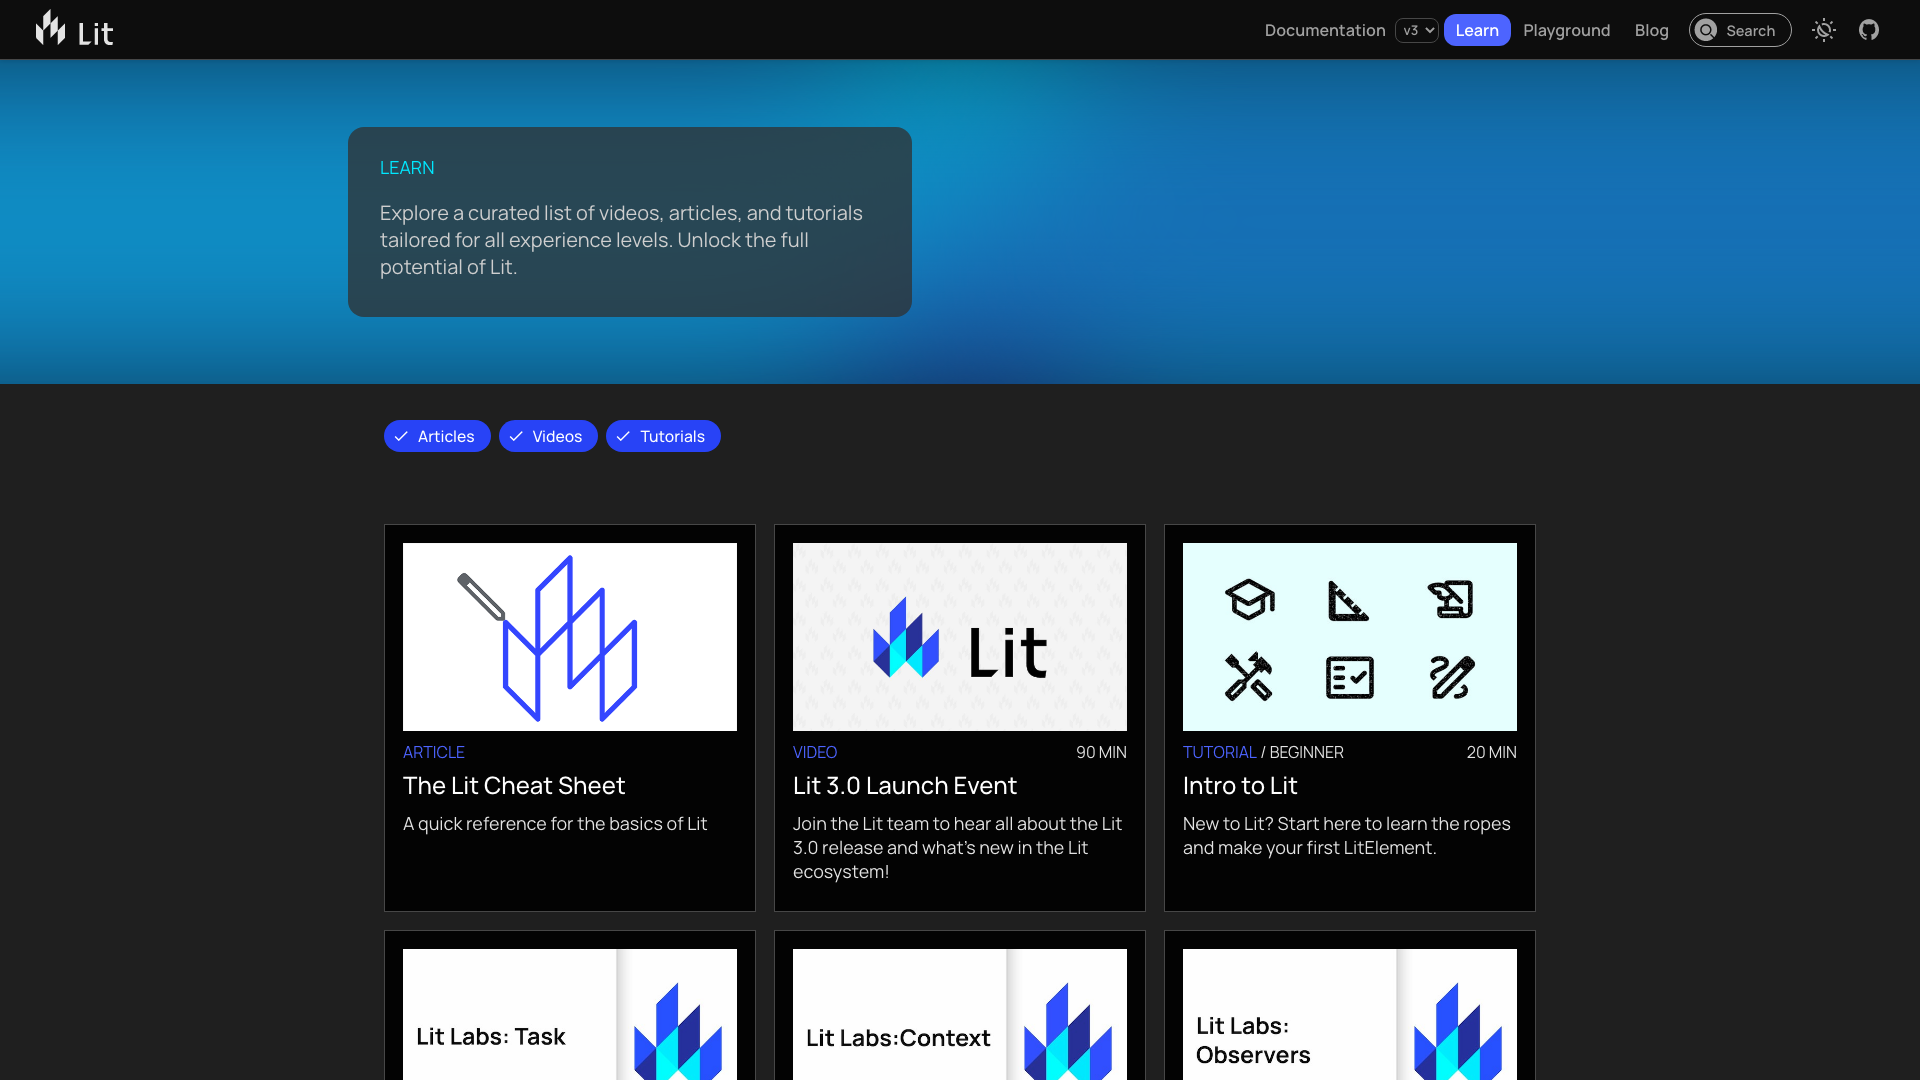 Lit
Documentation v3 Learn Playground Blog Search
LEARN
Explore a curated list of videos, articles, and tutorials
tailored for all experience levels. Unlock the full
potential of Lit.
Articles Videos Tutorials
ARTICLE
The Lit Cheat Sheet
A quick reference for the basics of Lit
Lit
VIDEO 90 MIN
Lit 3.0 Launch Event
Join the Lit team to hear all about the Lit
3.0 release and what's new in the Lit
ecosystem!
TUTORIAL / BEGINNER 20 MIN
Intro to Lit
New to Lit? Start here to learn the ropes
and make your first LitElement.
Lit Labs: Task
Lit Labs:Context
Lit Labs:
Observers